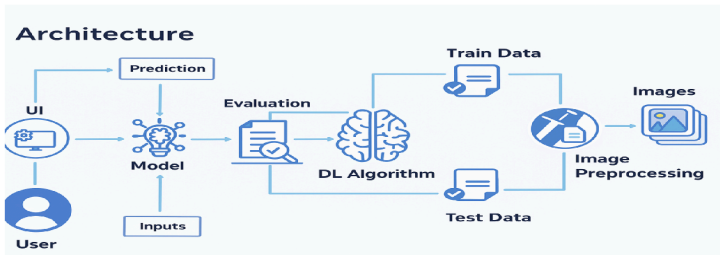 Architecture
Train Data
Prediction
Images
UI
Evaluation
Model
DL Algorithm
Image
Preprocessing
Inputs
Test Data
User